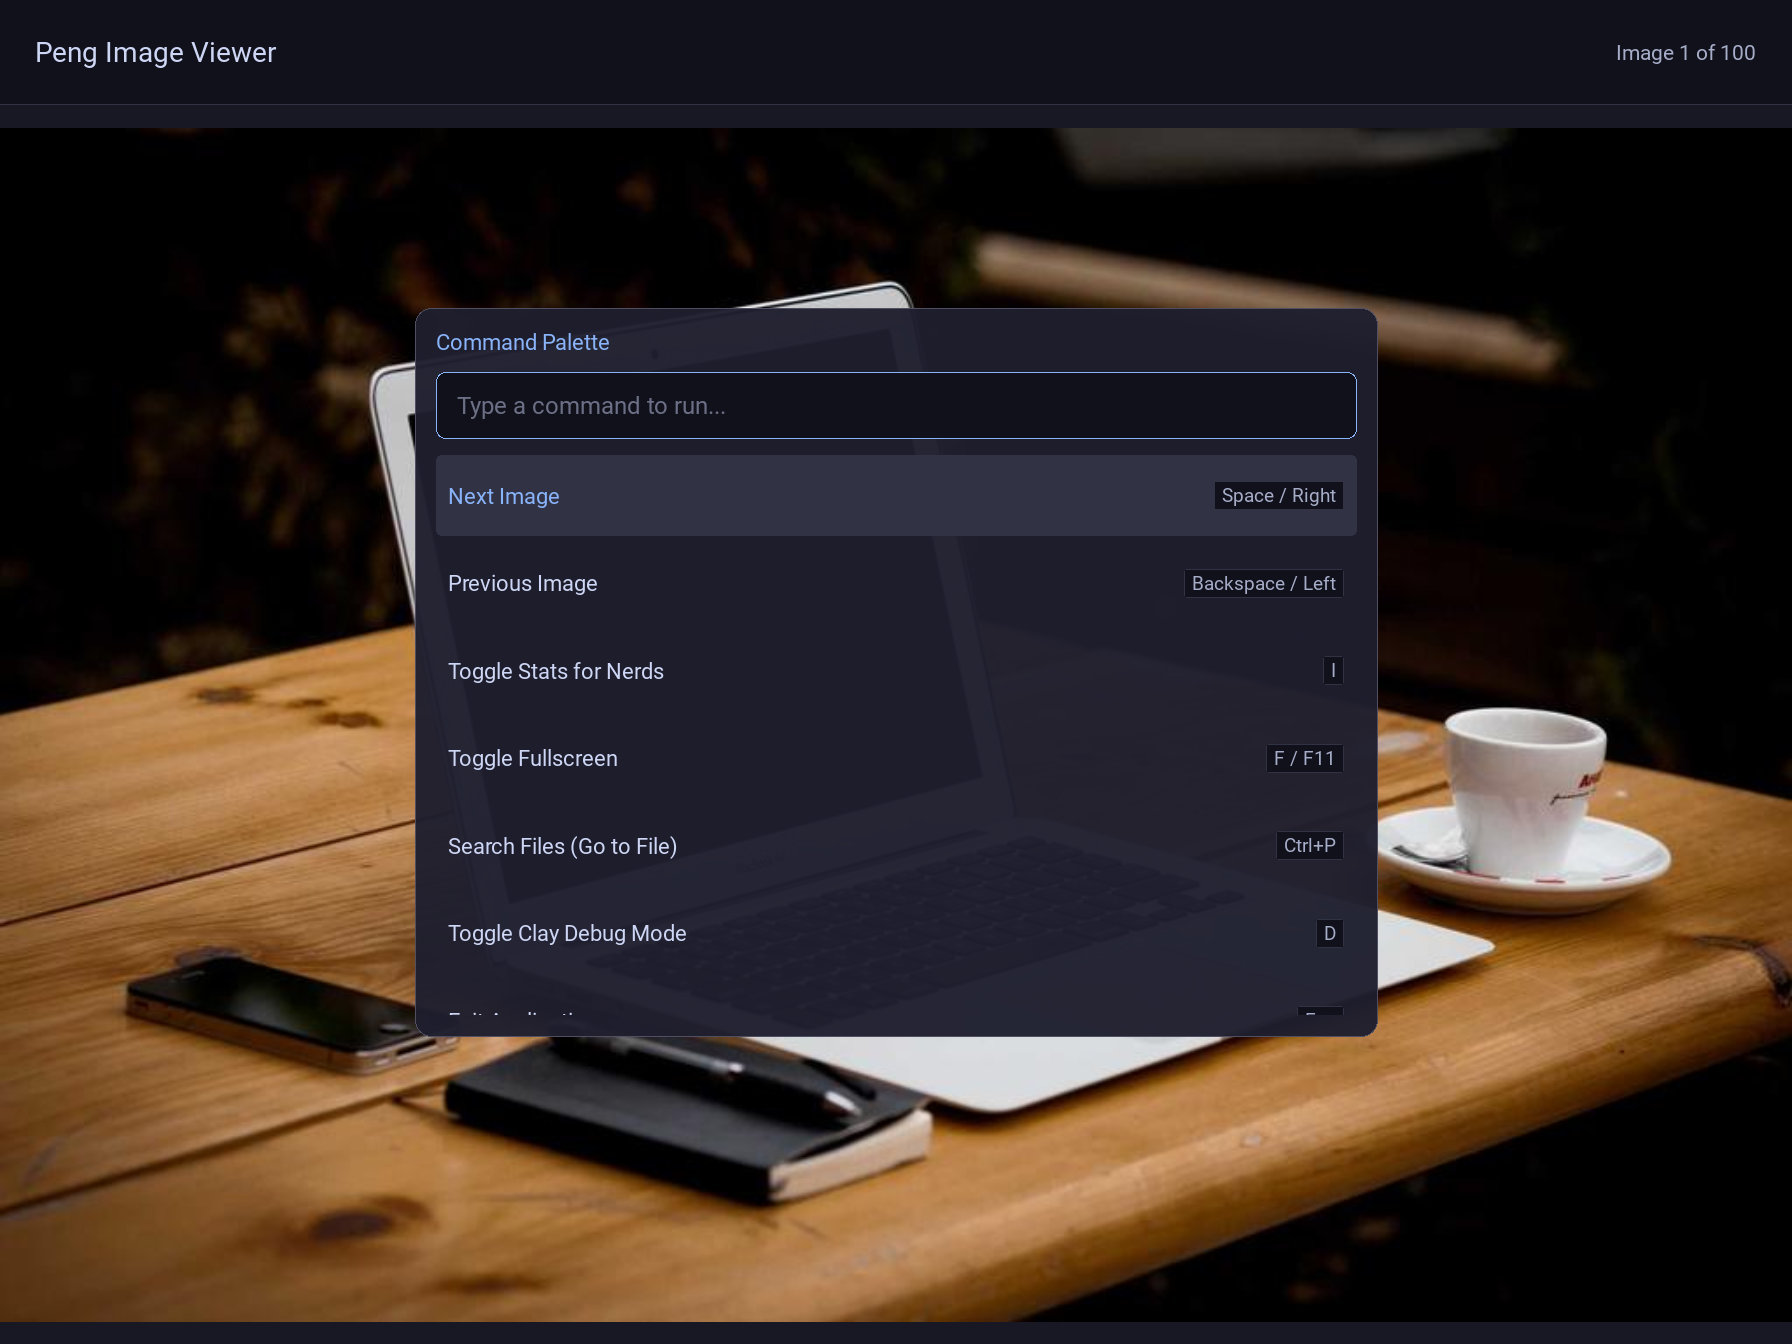 Peng Image Viewer
Image 1 of 100
Command Palette
Type a command to run...
Next Image
Space / Right
Previous Image
Backspace / Left
Toggle Stats for Nerds
I
Toggle Fullscreen
F / F11
Search Files (Go to File)
Ctrl+P
Toggle Clay Debug Mode
D